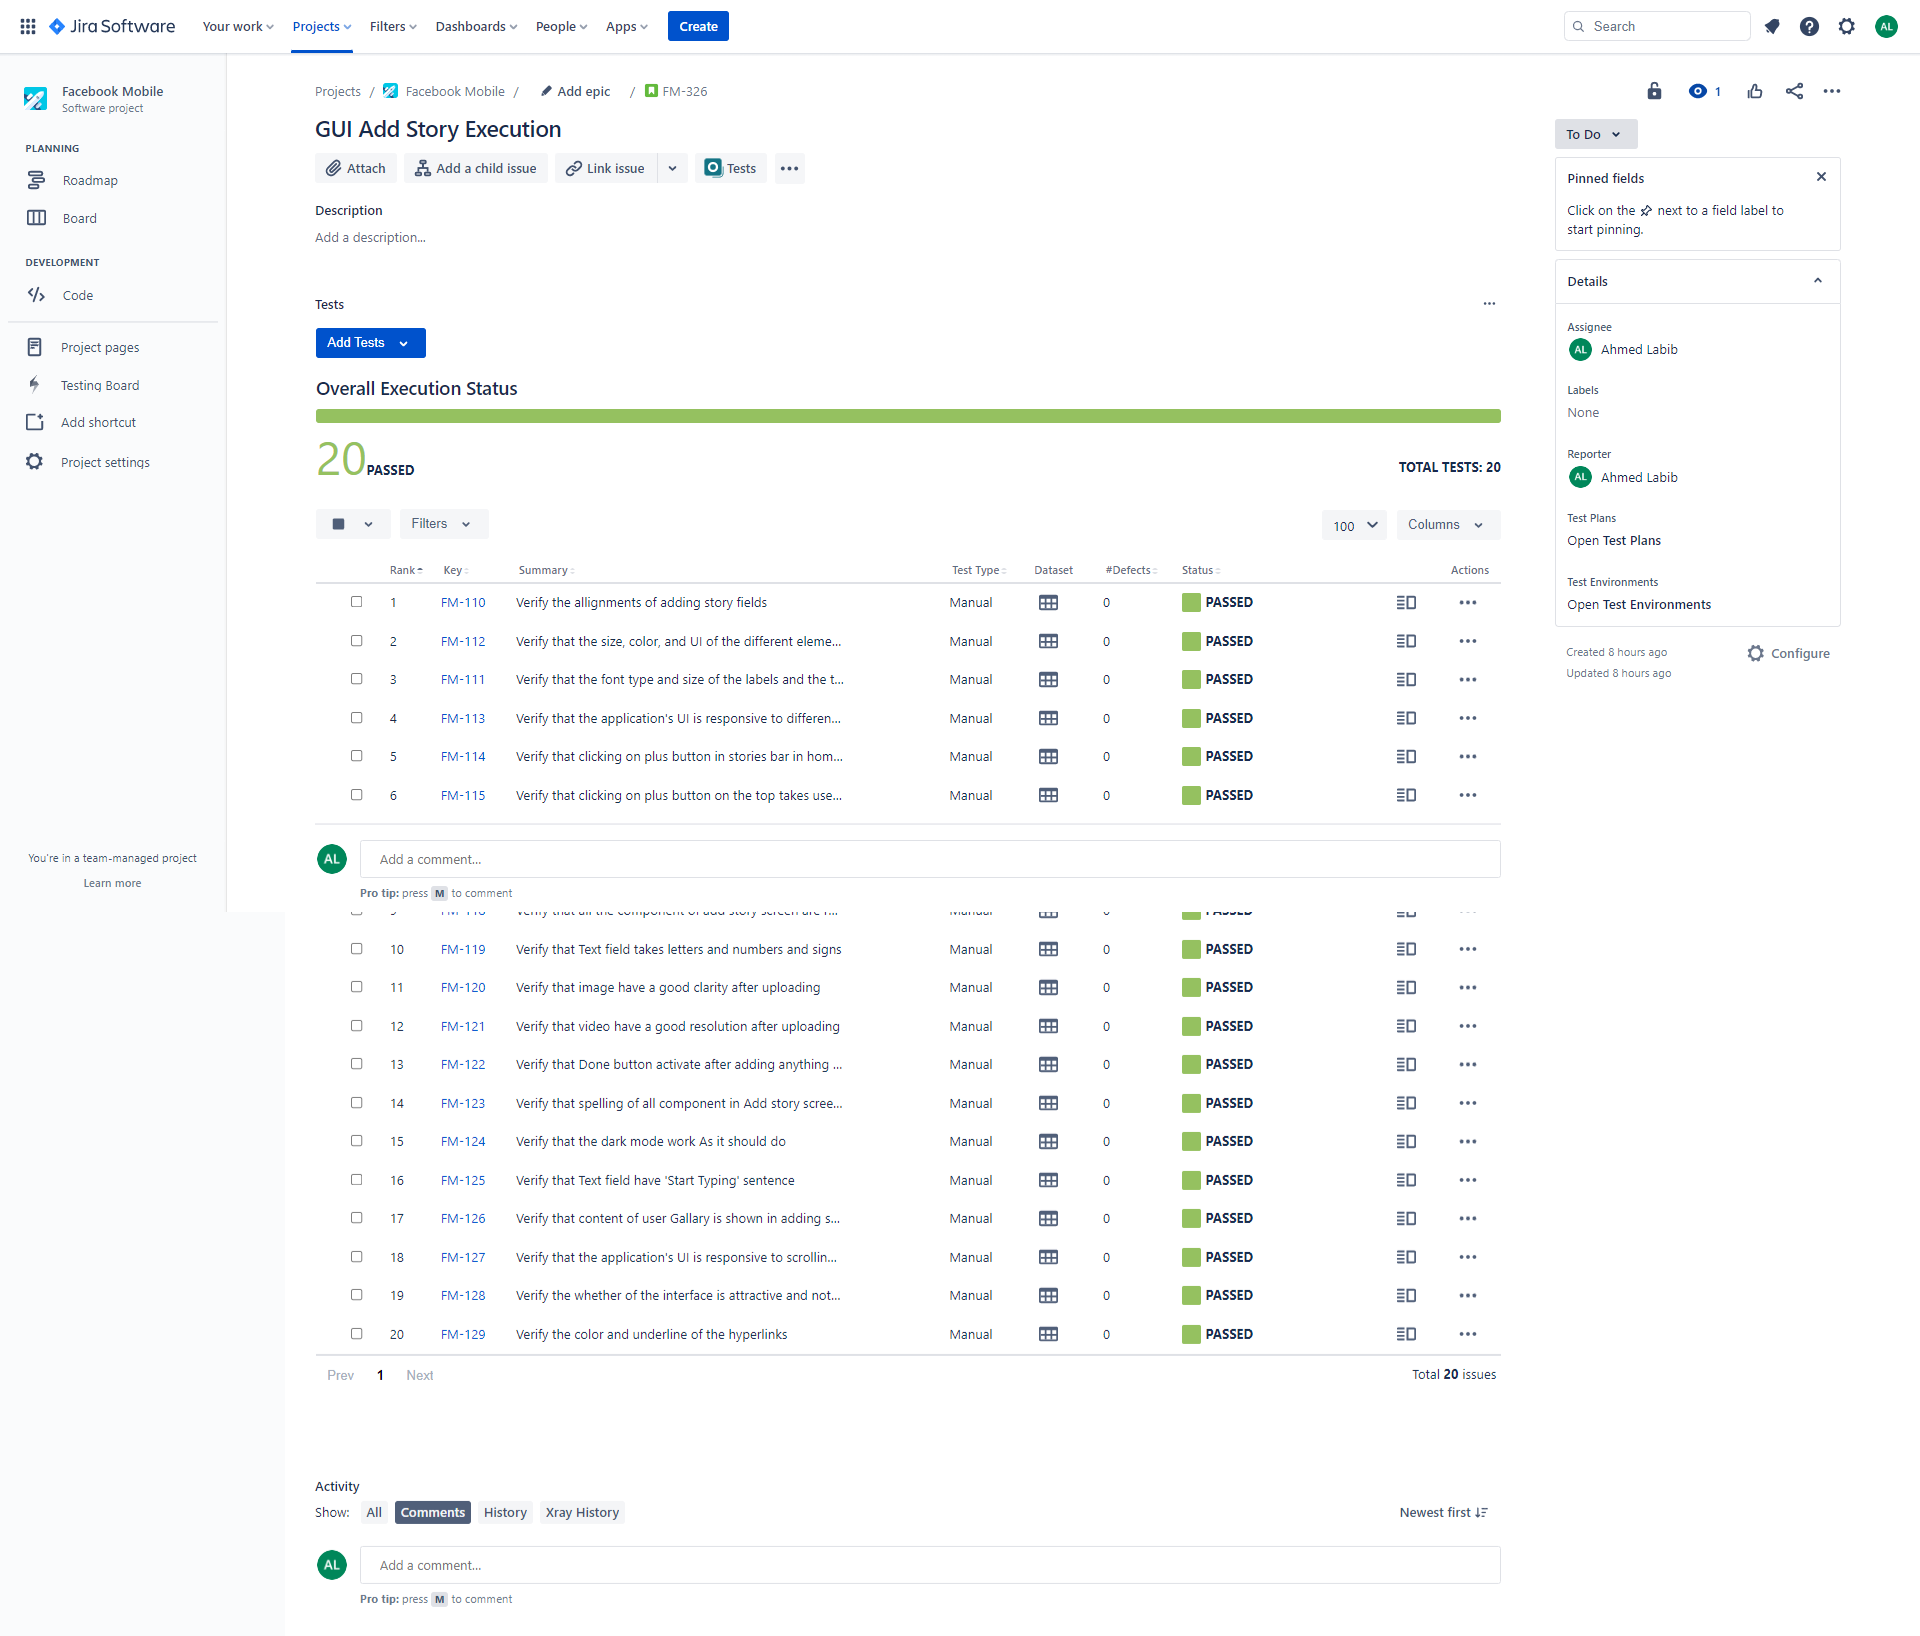 Jira Software
Your work
Projects
Filters
Dashboards
People
Apps
Create
Search
AL
Facebook Mobile
Software project
PLANNING
Roadmap
Board
DEVELOPMENT
Code
Project pages
Testing Board
Add shortcut
Project settings
You're in a team-managed project
Learn more
Projects / Facebook Mobile / Add epic / FM-326
1
GUI Add Story Execution
Attach
Add a child issue
Link issue
Tests
Description
Add a description...
Tests
Add Tests
Overall Execution Status
20 PASSED
TOTAL TESTS: 20
Filters
100
Columns
Rank Key Summary Test Type Dataset #Defects Status Actions
1 FM-110 Verify the allignments of adding story fields Manual 0 PASSED
2 FM-112 Verify that the size, color, and UI of the different eleme... Manual 0 PASSED
3 FM-111 Verify that the font type and size of the labels and the t... Manual 0 PASSED
4 FM-113 Verify that the application's UI is responsive to differen... Manual 0 PASSED
5 FM-114 Verify that clicking on plus button in stories bar in hom... Manual 0 PASSED
6 FM-115 Verify that clicking on plus button on the top takes use... Manual 0 PASSED
AL
Add a comment...
Pro tip: press M to comment
10 FM-119 Verify that Text field takes letters and numbers and signs Manual 0 PASSED
11 FM-120 Verify that image have a good clarity after uploading Manual 0 PASSED
12 FM-121 Verify that video have a good resolution after uploading Manual 0 PASSED
13 FM-122 Verify that Done button activate after adding anything ... Manual 0 PASSED
14 FM-123 Verify that spelling of all component in Add story scree... Manual 0 PASSED
15 FM-124 Verify that the dark mode work As it should do Manual 0 PASSED
16 FM-125 Verify that Text field have 'Start Typing' sentence Manual 0 PASSED
17 FM-126 Verify that content of user Gallary is shown in adding s... Manual 0 PASSED
18 FM-127 Verify that the application's UI is responsive to scrollin... Manual 0 PASSED
19 FM-128 Verify the whether of the interface is attractive and not... Manual 0 PASSED
20 FM-129 Verify the color and underline of the hyperlinks Manual 0 PASSED
Prev 1 Next
Total 20 issues
Activity
Show: All Comments History Xray History
Newest first
AL
Add a comment...
Pro tip: press M to comment
To Do
Pinned fields
Click on the next to a field label to
start pinning.
Details
Assignee
AL Ahmed Labib
Labels
None
Reporter
AL Ahmed Labib
Test Plans
Open Test Plans
Test Environments
Open Test Environments
Created 8 hours ago
Configure
Updated 8 hours ago